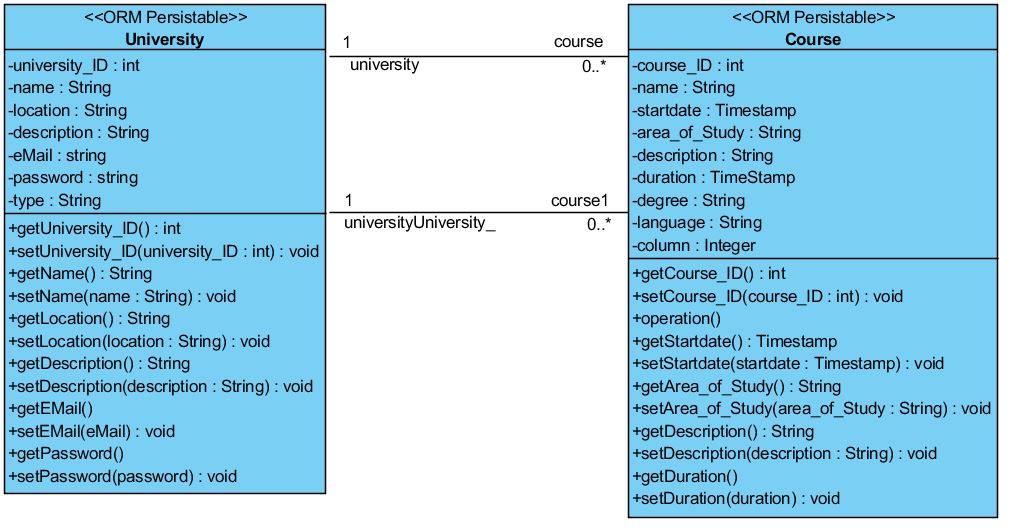 <<ORM Persistable>>
University
-university_ID : int
-name : String
-location : String
-description : String
-eMail : string
-password : string
-type : String
+getUniversity_ID() : int
+setUniversity_ID(university_ID : int) : void
+getName() : String
+setName(name : String) : void
+getLocation() : String
+setLocation(location : String) : void
+getDescription() : String
+setDescription(description : String) : void
+getEMail()
+setEMail(eMail) : void
+getPassword()
+setPassword(password) : void
1 course
university 0..*
1 course1
universityUniversity_ 0..*
<<ORM Persistable>>
Course
-course_ID : int
-name : String
-startdate : Timestamp
-area_of_Study : String
-description : String
-duration : TimeStamp
-degree : String
-language : String
-column : Integer
+getCourse_ID() : int
+setCourse_ID(course_ID : int) : void
+operation()
+getStartdate() : Timestamp
+setStartdate(startdate : Timestamp) : void
+getArea_of_Study() : String
+setArea_of_Study(area_of_Study : String) : void
+getDescription() : String
+setDescription(description : String) : void
+getDuration()
+setDuration(duration) : void